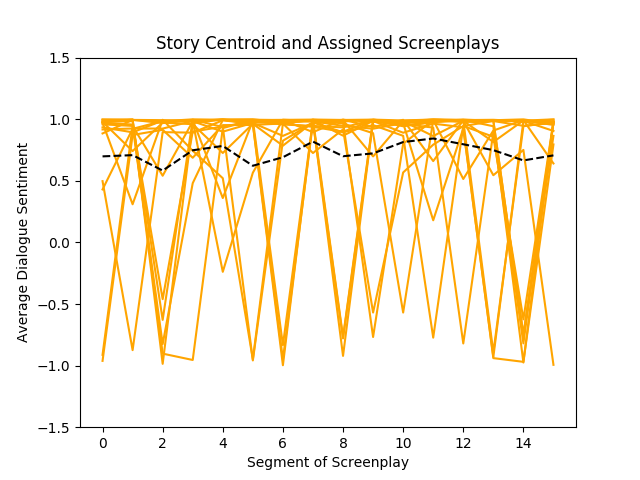 Story Centroid and Assigned Screenplays
1.5
1.0
0.5
0.0
−0.5
−1.0
−1.5
Average Dialogue Sentiment
0 2 4 6 8 10 12 14
Segment of Screenplay